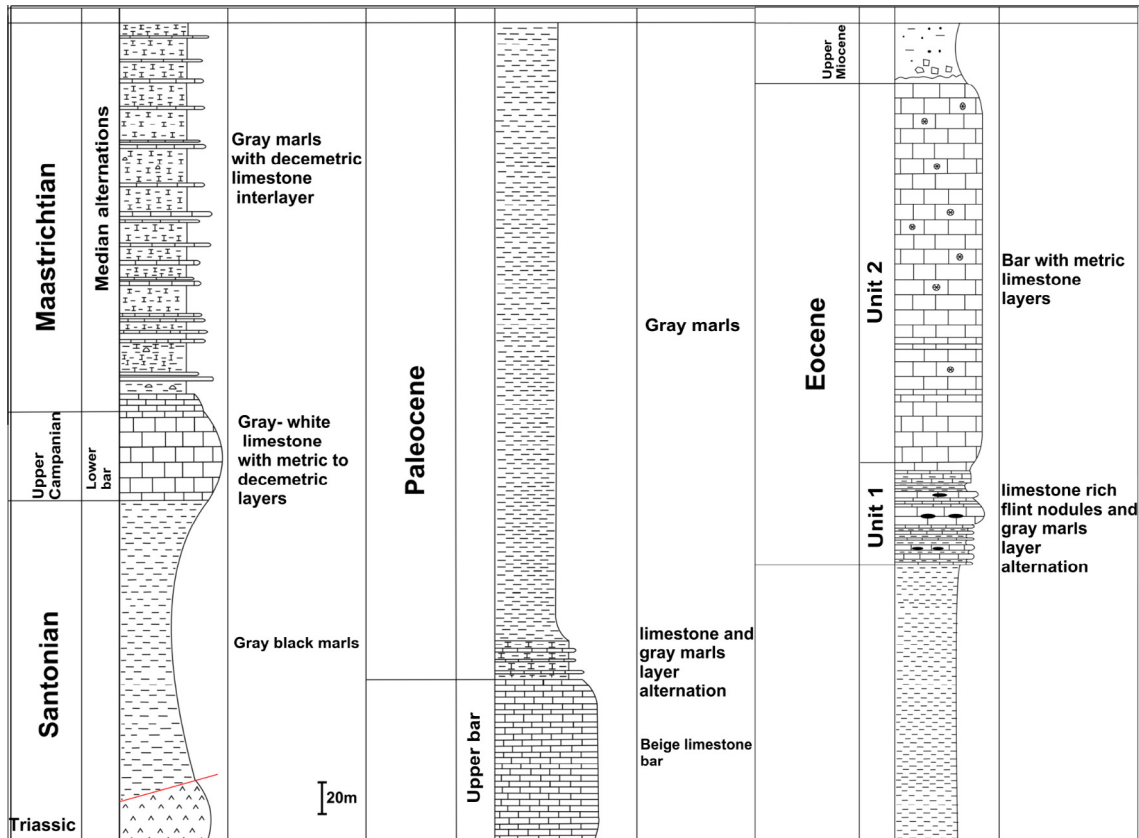 Maastrichtian
Median alternations
Gray marls
with decemetric
limestone
interlayer
Upper
Campanian
Lower
bar
Gray- white
limestone
with metric to
decemetric
layers
Santonian
Gray black marls
Triassic
20m
Paleocene
Gray marls
limestone and
gray marls
layer
alternation
Upper bar
Beige limestone
bar
Upper
Miocene
Eocene
Unit 2
Bar with metric
limestone
layers
Unit 1
limestone rich
flint nodules and
gray marls
layer
alternation